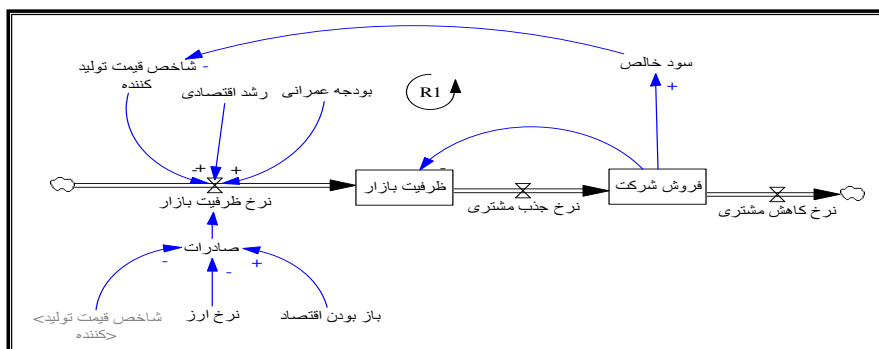 سود خالص
شاخص قیمت تولید -
کننده
رشد اقتصادی
بودجه عمرانی
R1
+
- + +
-
ظرفیت بازار
فروش شرکت
نرخ ظرفیت بازار
نرخ جذب مشتری
نرخ کاهش مشتری
صادرات
- - +
<شاخص قیمت تولید
کننده>
نرخ ارز
باز بودن اقتصاد